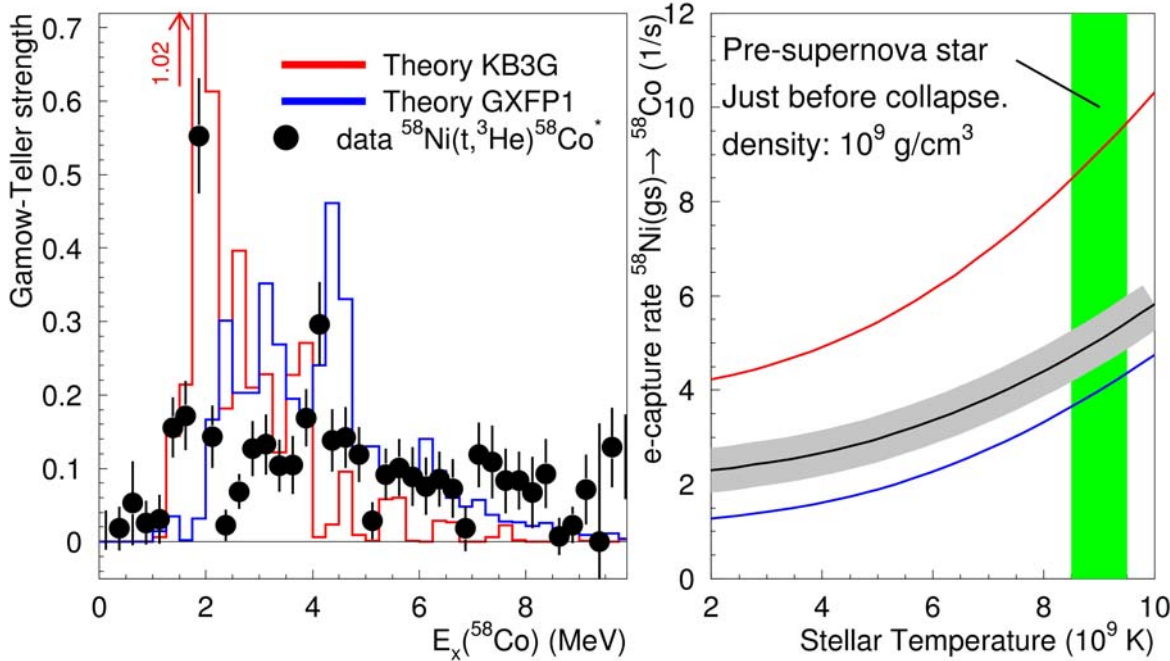 Gamow-Teller strength
0.7
0.6
0.5
0.4
0.3
0.2
0.1
0
1.02
Theory KB3G
Theory GXFP1
data ⁵⁸Ni(t,³He)⁵⁸Co*
0 2 4 6 8
Eₓ(⁵⁸Co) (MeV)
e-capture rate ⁵⁸Ni(gs)→ ⁵⁸Co (1/s)
12
10
8
6
4
2
0
Pre-supernova star
Just before collapse.
density: 10⁹ g/cm³
2 4 6 8 10
Stellar Temperature (10⁹ K)